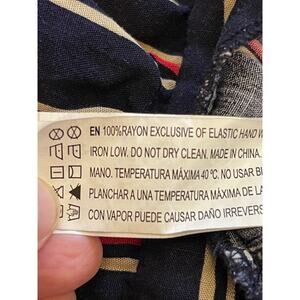 EN 100%RAYON EXCLUSIVE OF ELASTIC HAND W
IRON LOW. DO NOT DRY CLEAN. MADE IN CHINA.
MANO. TEMPERATURA MÁXIMA 40 ºC. NO USAR BL
PLANCHAR A UNA TEMPERATURA MÁXIMA DE LA
CON VAPOR PUEDE CAUSAR DAÑO IRREVERS